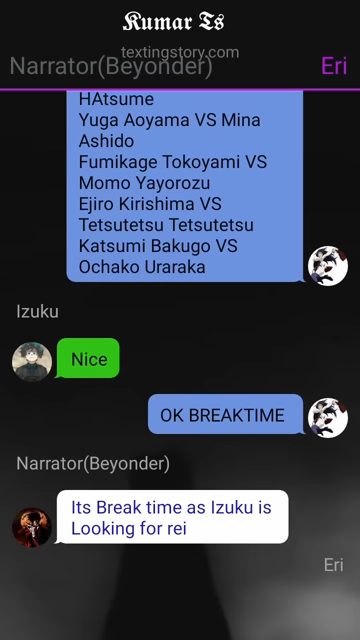 Kumar Ts
textingstory.com
Narrator(Beyonder)
Eri
HAtsume
Yuga Aoyama VS Mina
Ashido
Fumikage Tokoyami VS
Momo Yayorozu
Ejiro Kirishima VS
Tetsutetsu Tetsutetsu
Katsumi Bakugo VS
Ochako Uraraka
Izuku
Nice
OK BREAKTIME
Narrator(Beyonder)
Its Break time as Izuku is
Looking for rei
Eri